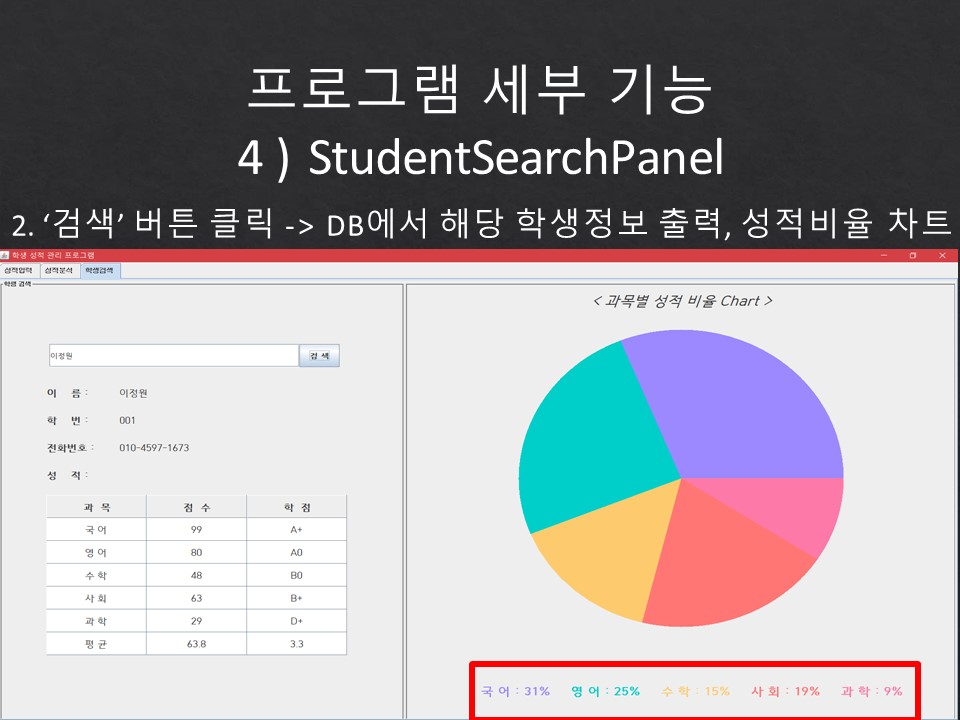 프로그램 세부 기능
4 ) StudentSearchPanel
2. ‘검색’ 버튼 클릭 -> DB에서 해당 학생정보 출력, 성적비율 차트
학생 성적 관리 프로그램
성적입력 성적분석 학생검색
학생 검색
이정원 검 색
이 름 : 이정원
학 번 : 001
전화번호 : 010-4597-1673
성 적 :
과 목 점 수 학 점
국 어 99 A+
영 어 80 A0
수 학 48 B0
사 회 63 B+
과 학 29 D+
평 균 63.8 3.3
< 과목별 성적 비율 Chart >
국 어 : 31% 영 어 : 25% 수 학 : 15% 사 회 : 19% 과 학 : 9%